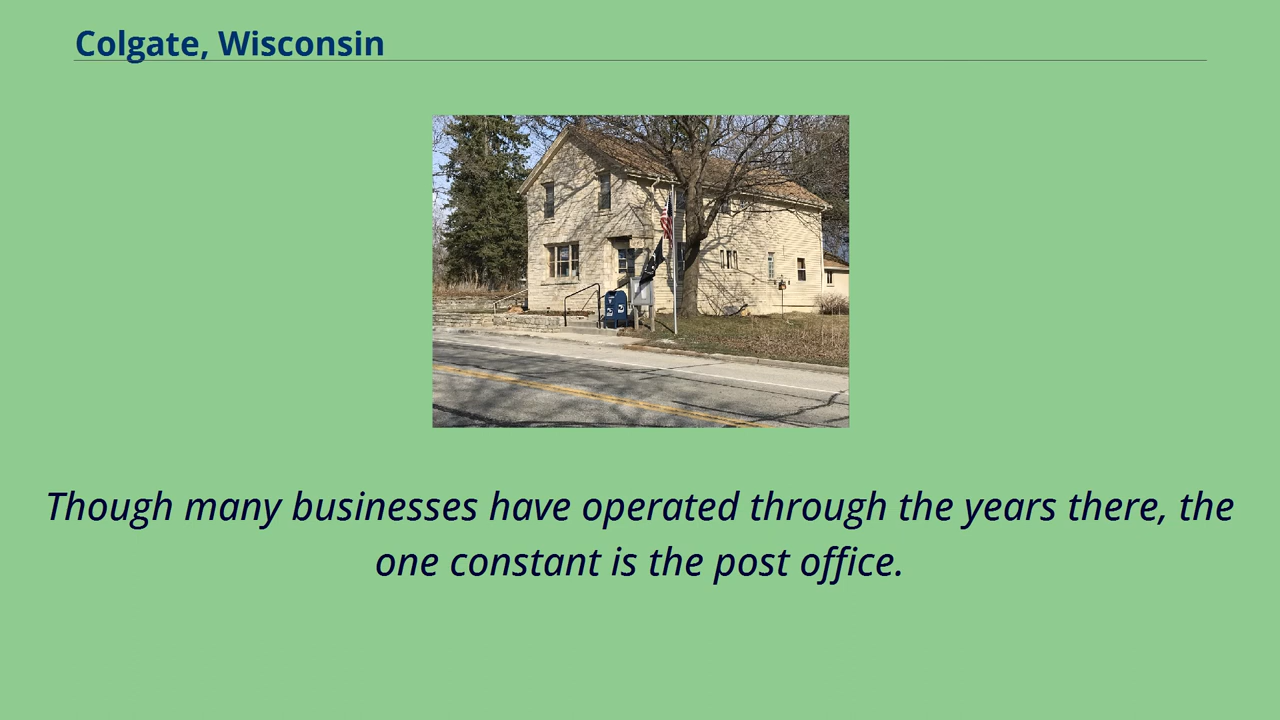 Colgate, Wisconsin
Though many businesses have operated through the years there, the
one constant is the post office.